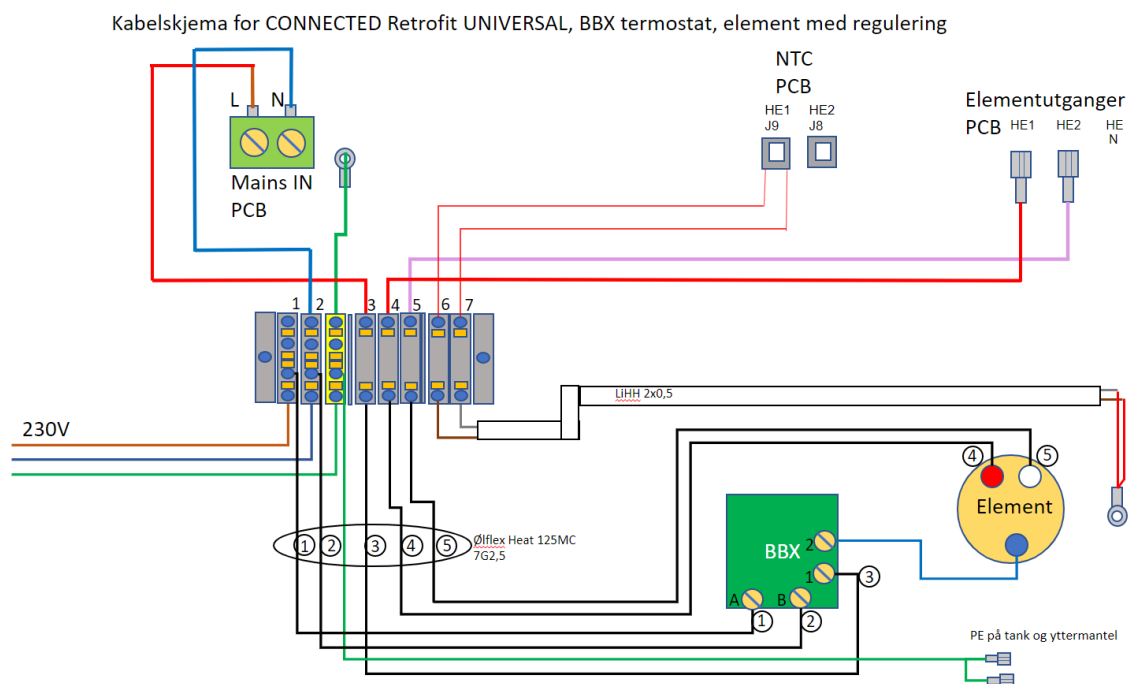 Kabelskjema for CONNECTED Retrofit UNIVERSAL, BBX termostat, element med regulering
NTC
PCB
HE1 HE2
J9 J8
Elementutganger
PCB HE1 HE2 HE
N
L N
Mains IN
PCB
1 2 3 4 5 6 7
LiHH 2x0,5
230V
4 5
Element
1 2 3 4 5
Ølflex Heat 125MC
7G2,5
BBX
2
1
3
A B
1 2
PE på tank og yttermantel